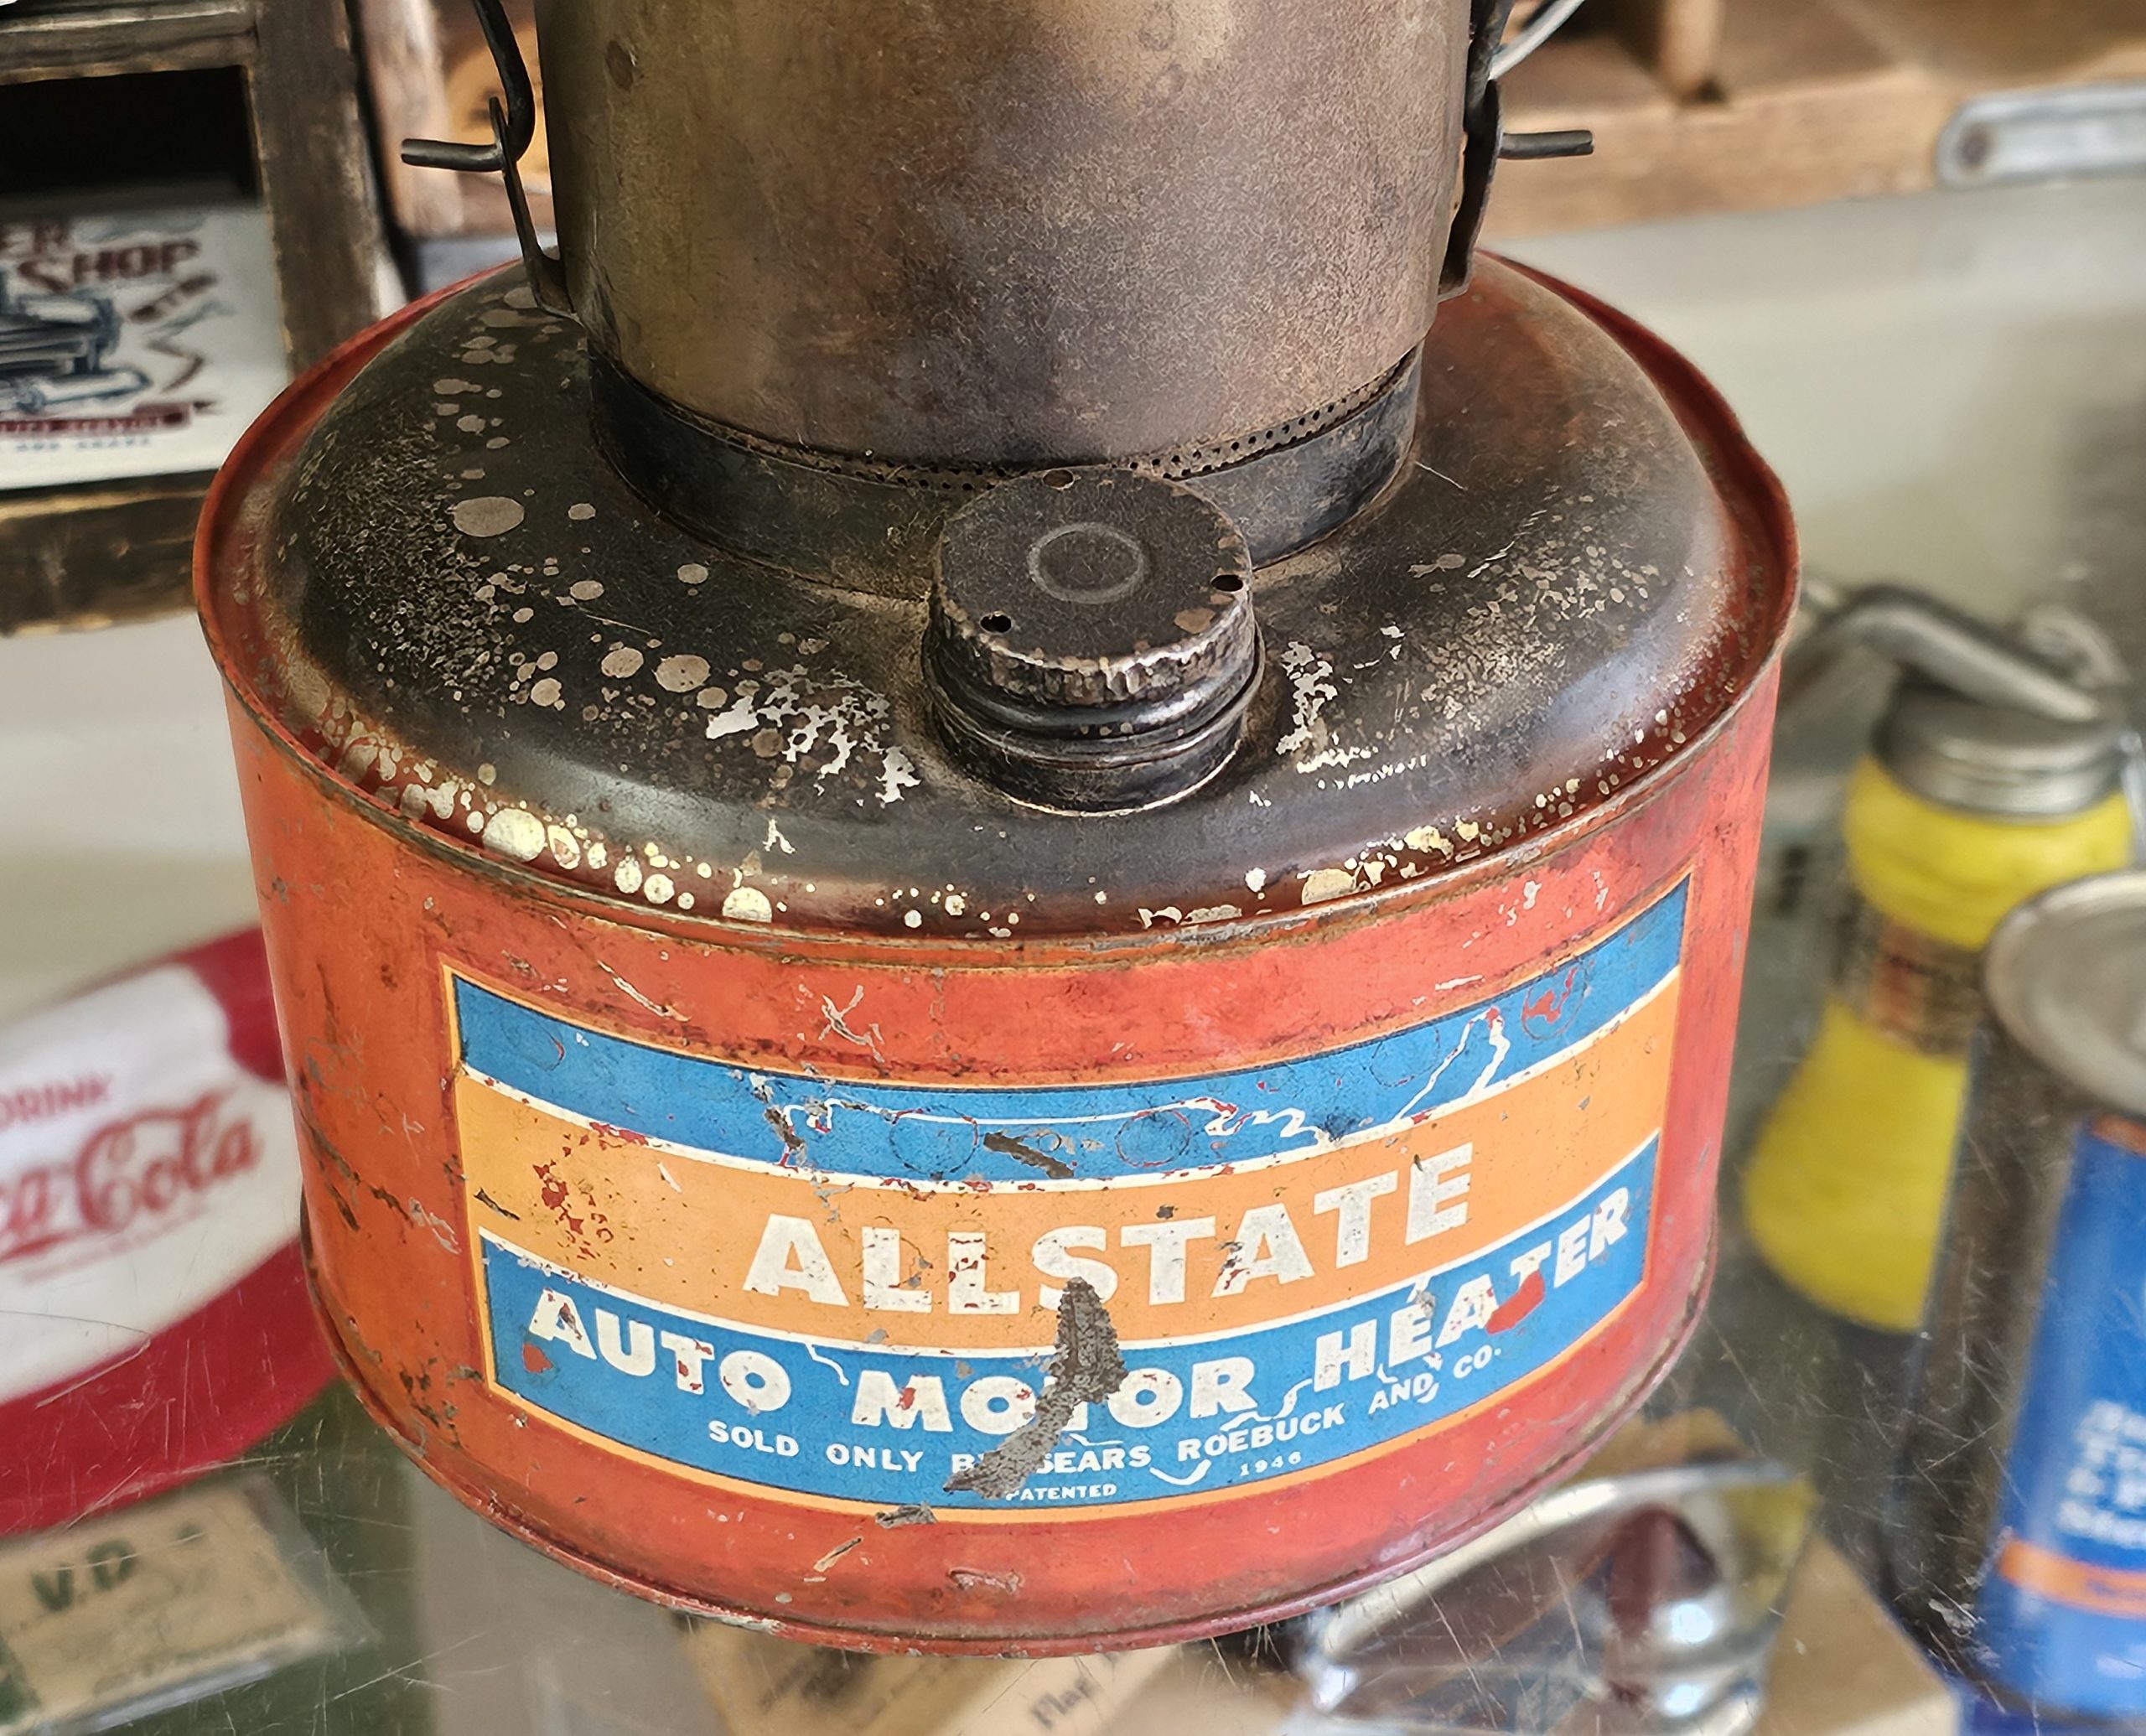 SHOP
DRINK
Coca-Cola
V.D
ALLSTATE
AUTO MOTOR HEATER
SOLD ONLY BY SEARS ROEBUCK AND CO.
1946
PATENTED